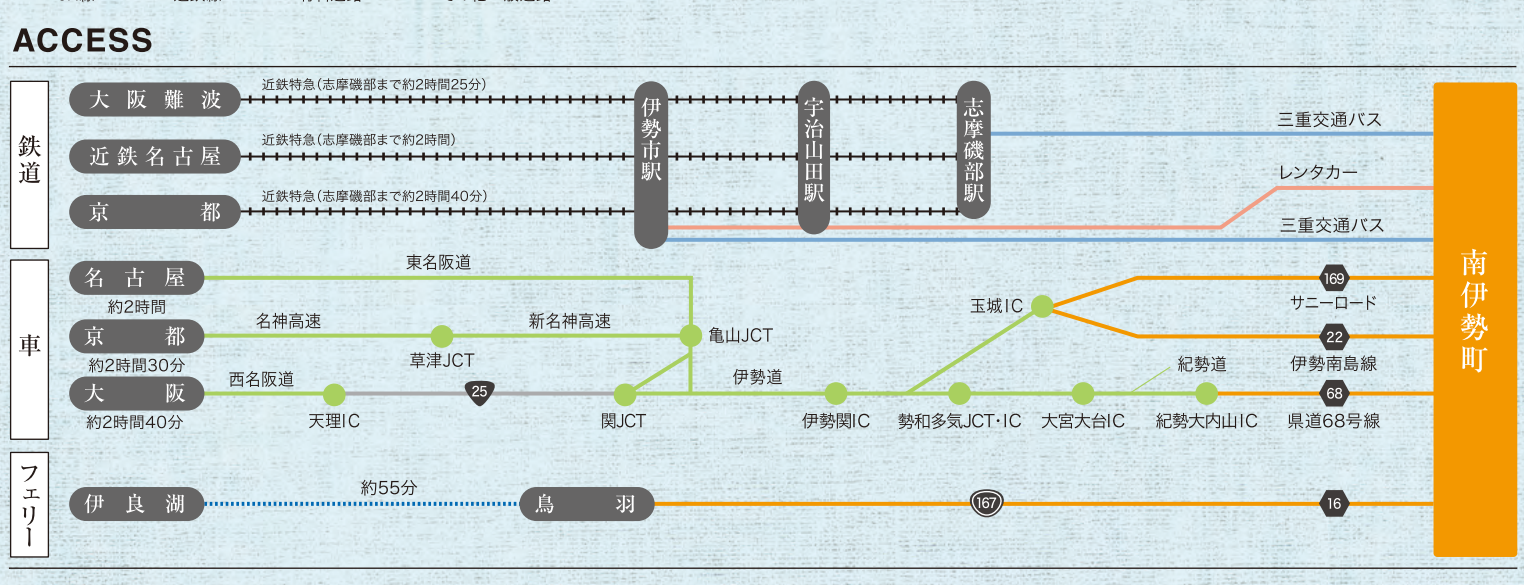 ACCESS
鉄道
大阪難波
近鉄特急(志摩磯部まで約2時間25分)
近鉄名古屋
近鉄特急(志摩磯部まで約2時間)
京都
近鉄特急(志摩磯部まで約2時間40分)
伊勢市駅
宇治山田駅
志摩磯部駅
三重交通バス
レンタカー
三重交通バス
南伊勢町
車
名古屋
約2時間
東名阪道
京都
約2時間30分
名神高速
草津JCT
新名神高速
亀山JCT
大阪
約2時間40分
西名阪道
天理IC
25
関JCT
伊勢道
伊勢関IC
勢和多気JCT・IC
大宮大台IC
紀勢道
紀勢大内山IC
玉城IC
169
サニーロード
22
伊勢南島線
68
県道68号線
フェリー
伊良湖
約55分
鳥羽
167
16